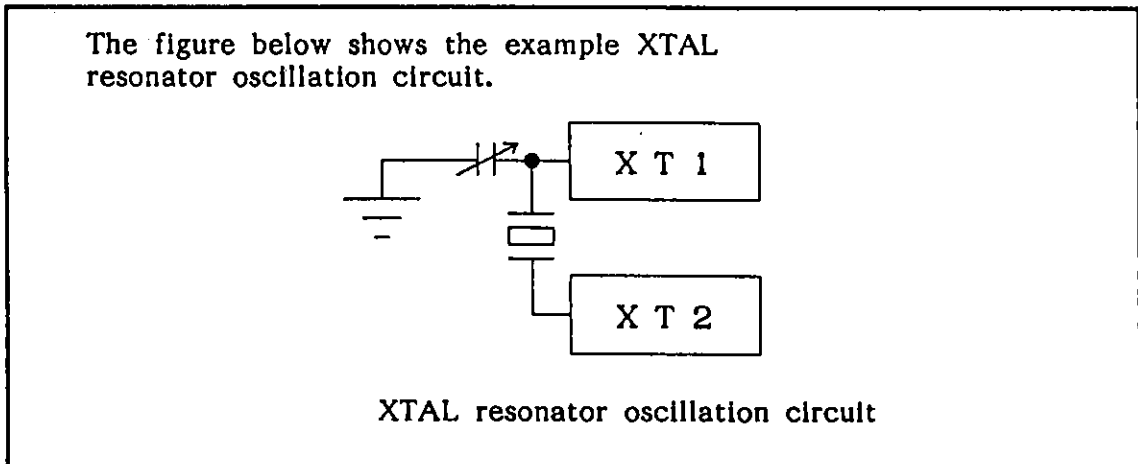 The figure below shows the example XTAL
resonator oscillation circuit.
X T 1
X T 2
XTAL resonator oscillation circuit